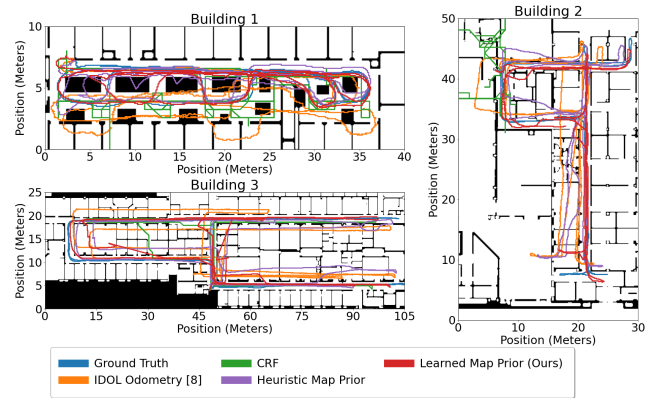 Building 1
10
5
0
Position (Meters)
0 5 10 15 20 25 30 35 40
Position (Meters)
Building 2
50
40
30
20
10
0
Position (Meters)
0 10 20 30
Position (Meters)
Building 3
25
20
15
10
5
0
Position (Meters)
0 15 30 45 60 75 90 105
Position (Meters)
Ground Truth CRF Learned Map Prior (Ours)
IDOL Odometry [8] Heuristic Map Prior